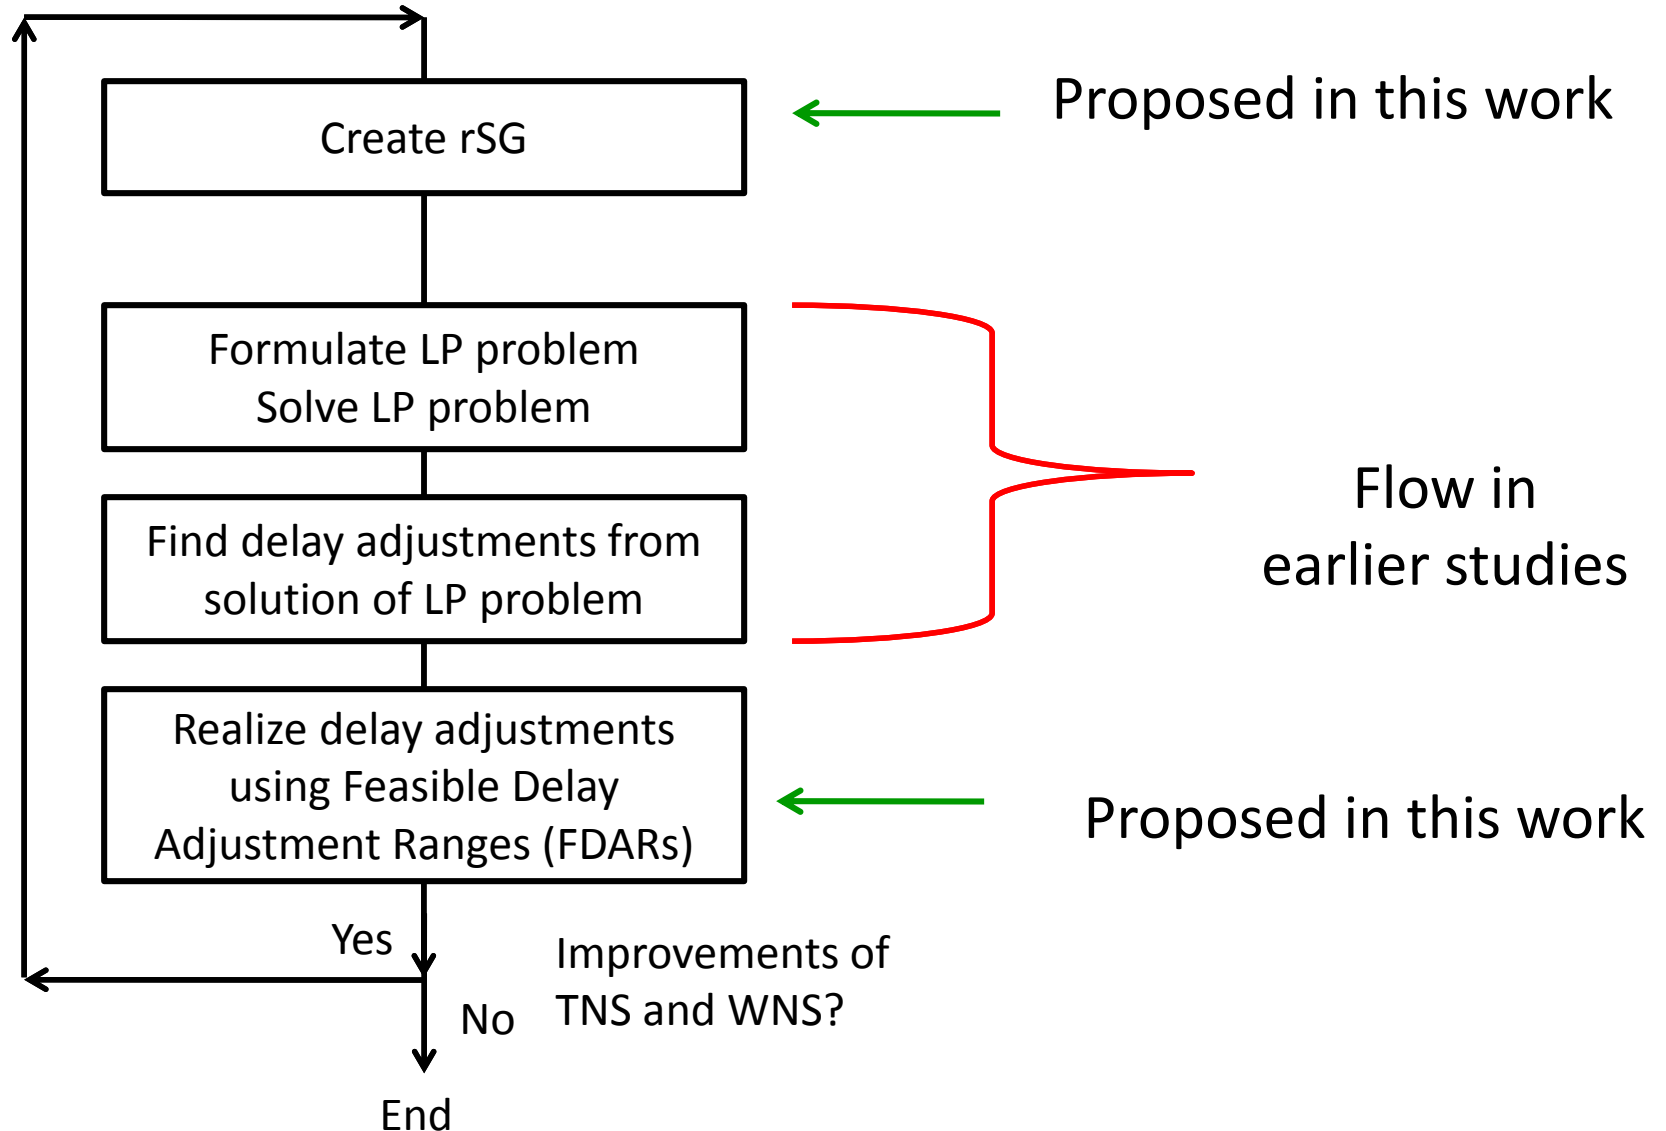 Create rSG
Proposed in this work
Formulate LP problem
Solve LP problem
Find delay adjustments from
solution of LP problem
Flow in
earlier studies
Realize delay adjustments
using Feasible Delay
Adjustment Ranges (FDARs)
Proposed in this work
Yes
Improvements of
TNS and WNS?
No
End